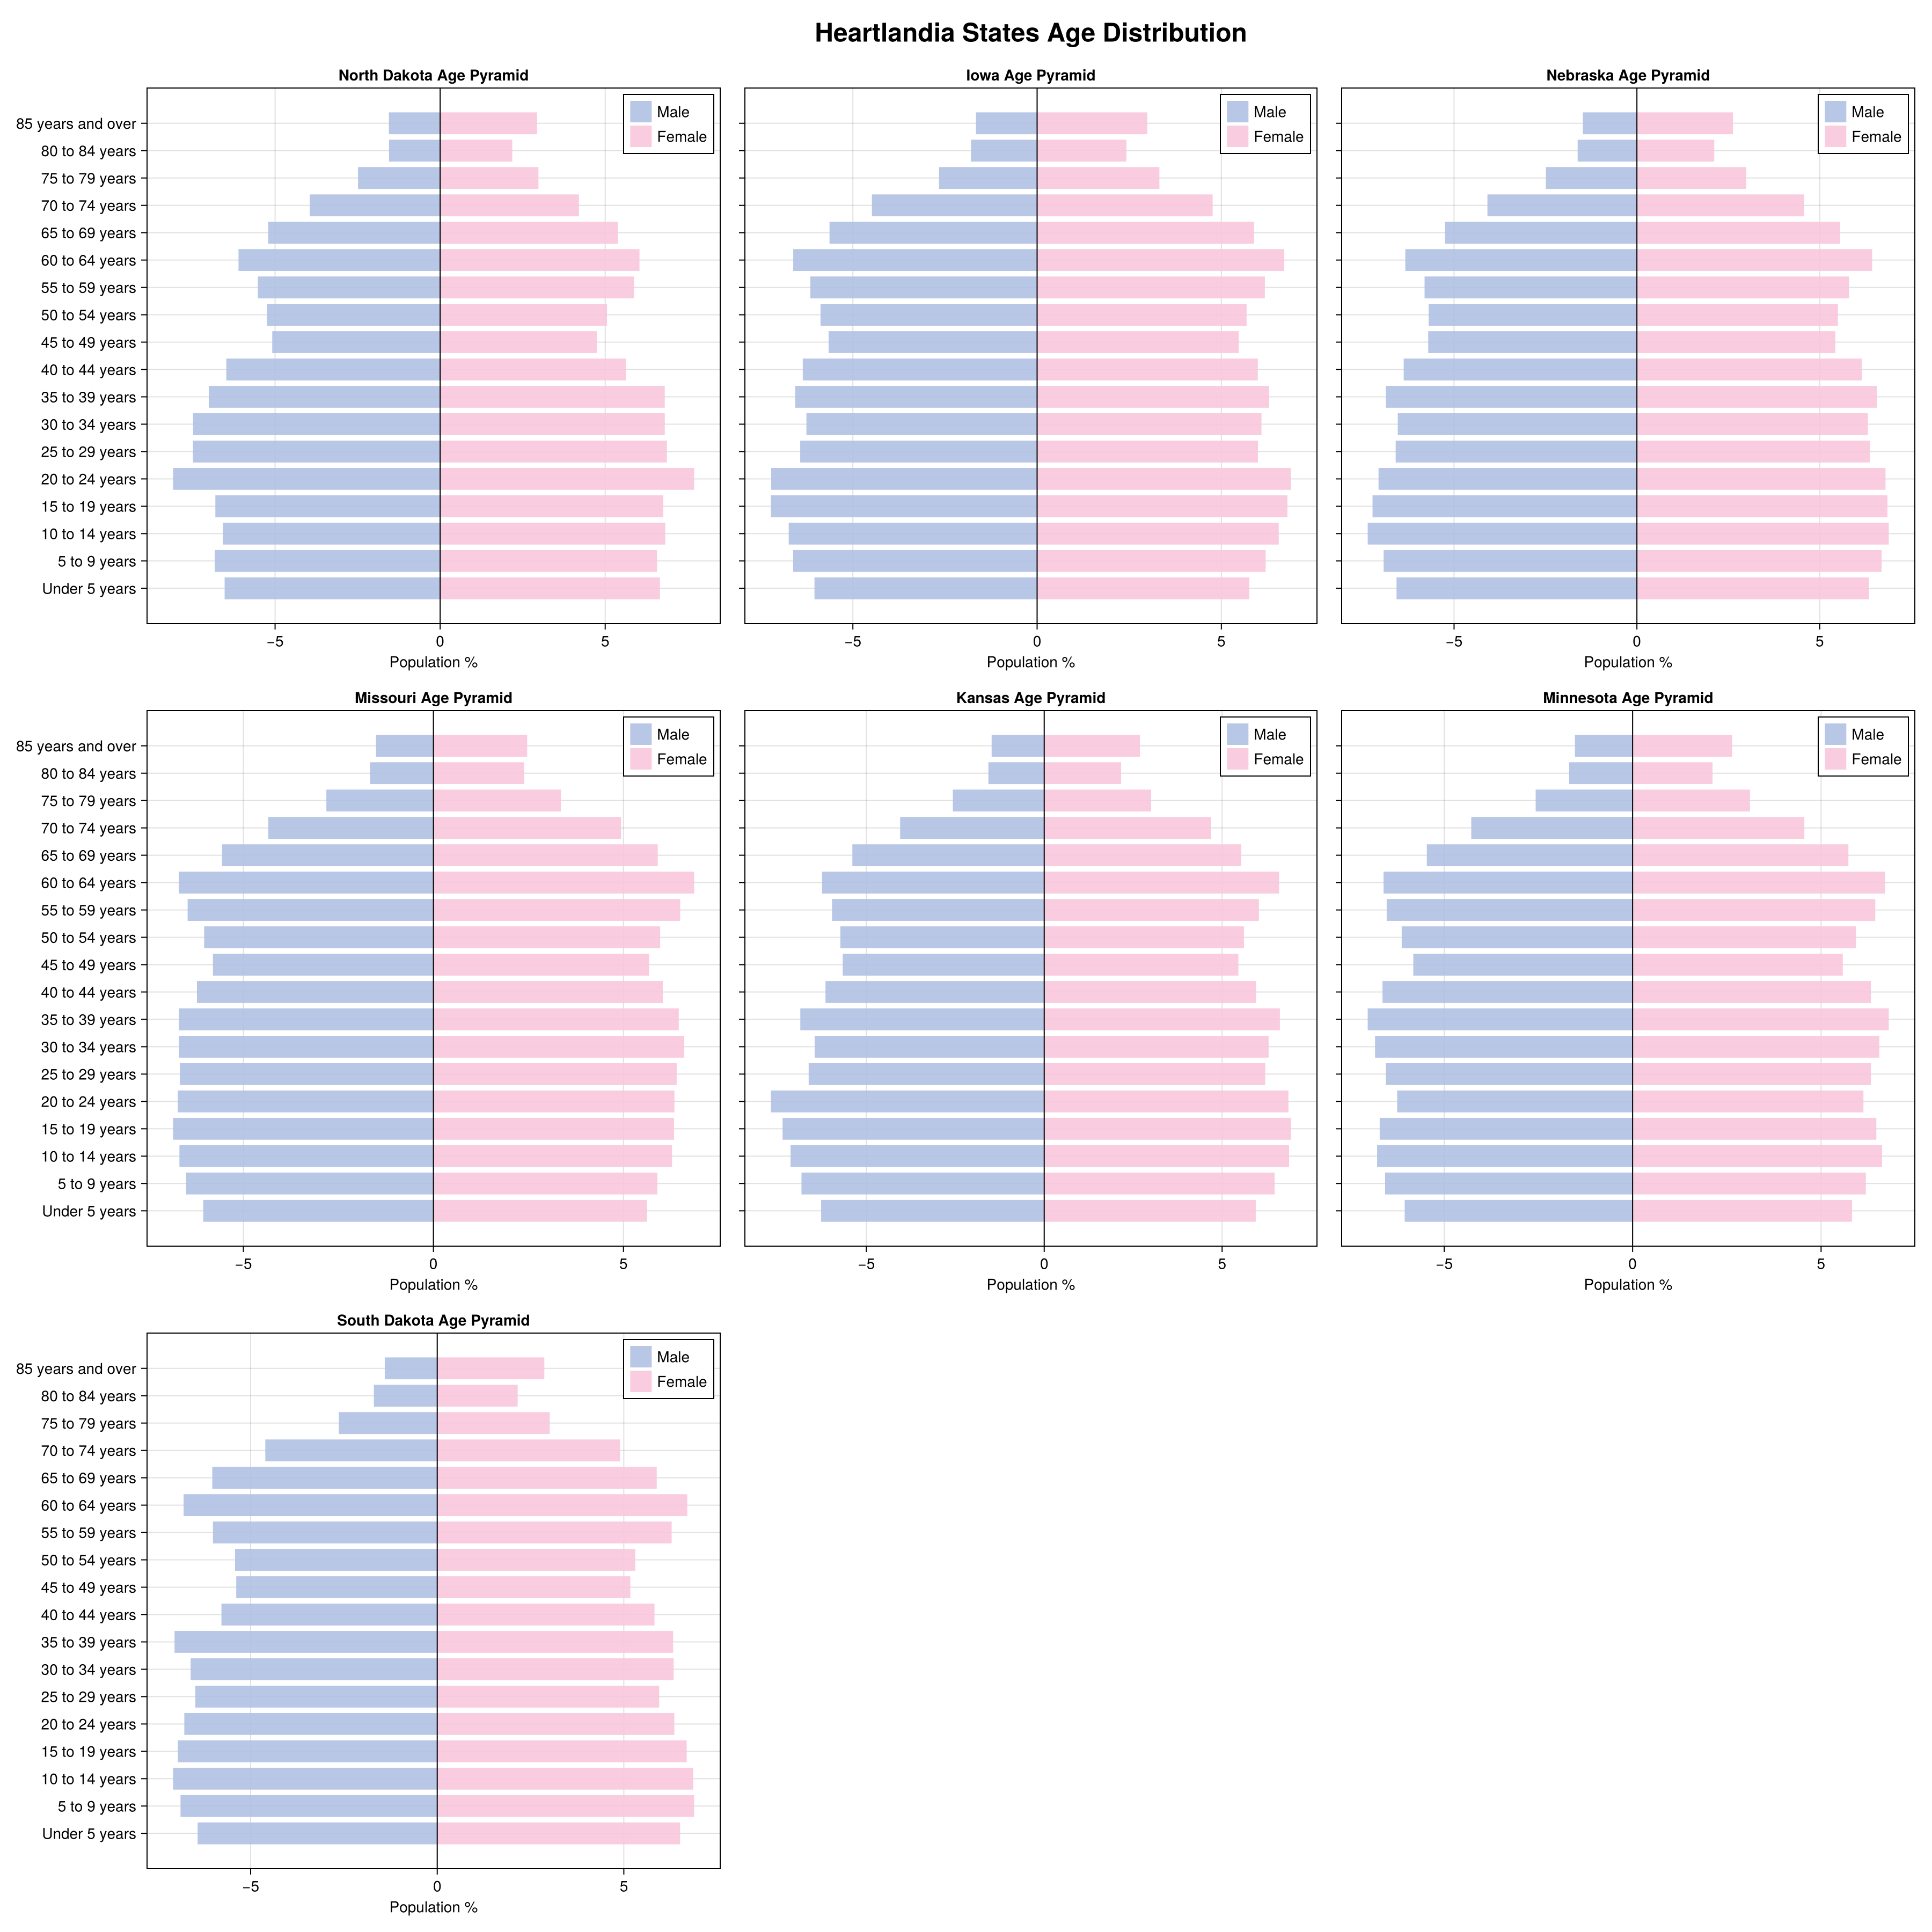 Heartlandia States Age Distribution
North Dakota Age Pyramid
85 years and over
80 to 84 years
75 to 79 years
70 to 74 years
65 to 69 years
60 to 64 years
55 to 59 years
50 to 54 years
45 to 49 years
40 to 44 years
35 to 39 years
30 to 34 years
25 to 29 years
20 to 24 years
15 to 19 years
10 to 14 years
5 to 9 years
Under 5 years
Male
Female
−5 0 5
Population %
Iowa Age Pyramid
Male
Female
−5 0 5
Population %
Nebraska Age Pyramid
Male
Female
−5 0 5
Population %
Missouri Age Pyramid
85 years and over
80 to 84 years
75 to 79 years
70 to 74 years
65 to 69 years
60 to 64 years
55 to 59 years
50 to 54 years
45 to 49 years
40 to 44 years
35 to 39 years
30 to 34 years
25 to 29 years
20 to 24 years
15 to 19 years
10 to 14 years
5 to 9 years
Under 5 years
Male
Female
−5 0 5
Population %
Kansas Age Pyramid
Male
Female
−5 0 5
Population %
Minnesota Age Pyramid
Male
Female
−5 0 5
Population %
South Dakota Age Pyramid
85 years and over
80 to 84 years
75 to 79 years
70 to 74 years
65 to 69 years
60 to 64 years
55 to 59 years
50 to 54 years
45 to 49 years
40 to 44 years
35 to 39 years
30 to 34 years
25 to 29 years
20 to 24 years
15 to 19 years
10 to 14 years
5 to 9 years
Under 5 years
Male
Female
−5 0 5
Population %